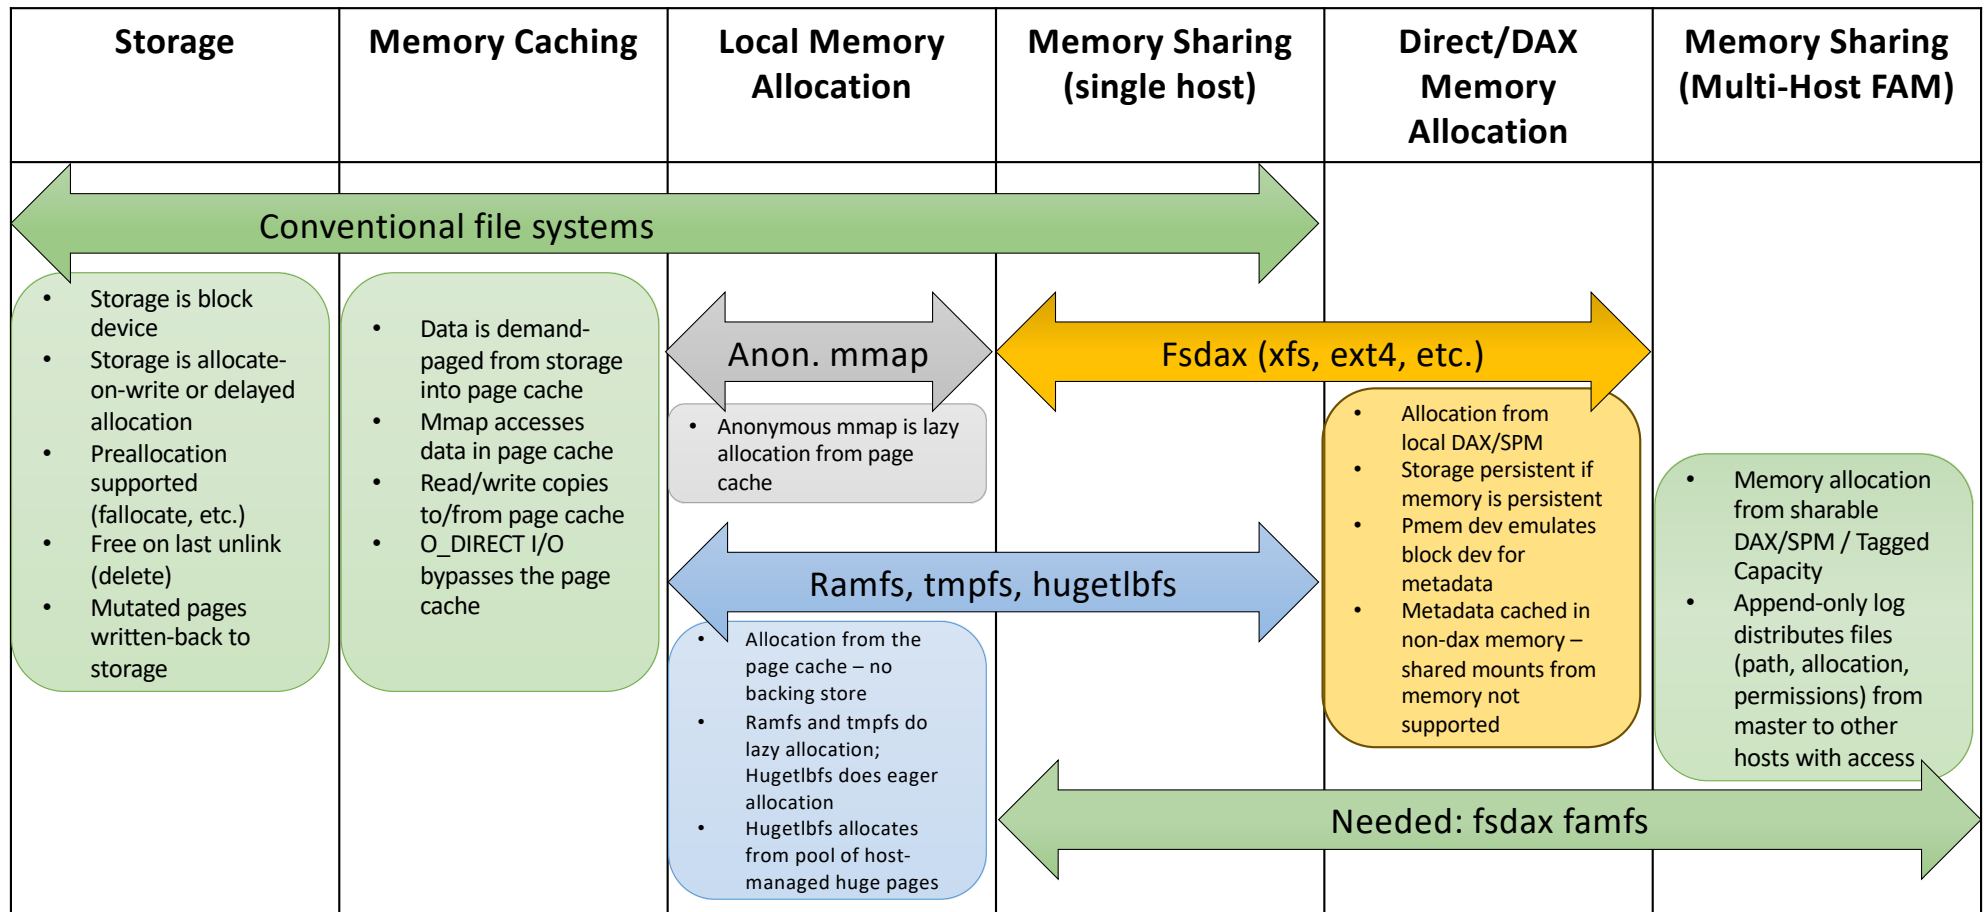 Storage
Memory Caching
Local Memory
Allocation
Memory Sharing
(single host)
Direct/DAX
Memory
Allocation
Memory Sharing
(Multi-Host FAM)
Conventional file systems
• Storage is block
device
• Storage is allocate-
on-write or delayed
allocation
• Preallocation
supported
(fallocate, etc.)
• Free on last unlink
(delete)
• Mutated pages
written-back to
storage
• Data is demand-
paged from storage
into page cache
• Mmap accesses
data in page cache
• Read/write copies
to/from page cache
• O_DIRECT I/O
bypasses the page
cache
Anon. mmap
• Anonymous mmap is lazy
allocation from page
cache
Fsdax (xfs, ext4, etc.)
• Allocation from
local DAX/SPM
• Storage persistent if
memory is persistent
• Pmem dev emulates
block dev for
metadata
• Metadata cached in
non-dax memory –
shared mounts from
memory not
supported
Ramfs, tmpfs, hugetlbfs
• Allocation from the
page cache – no
backing store
• Ramfs and tmpfs do
lazy allocation;
Hugetlbfs does eager
allocation
• Hugetlbfs allocates
from pool of host-
managed huge pages
• Memory allocation
from sharable
DAX/SPM / Tagged
Capacity
• Append-only log
distributes files
(path, allocation,
permissions) from
master to other
hosts with access
Needed: fsdax famfs